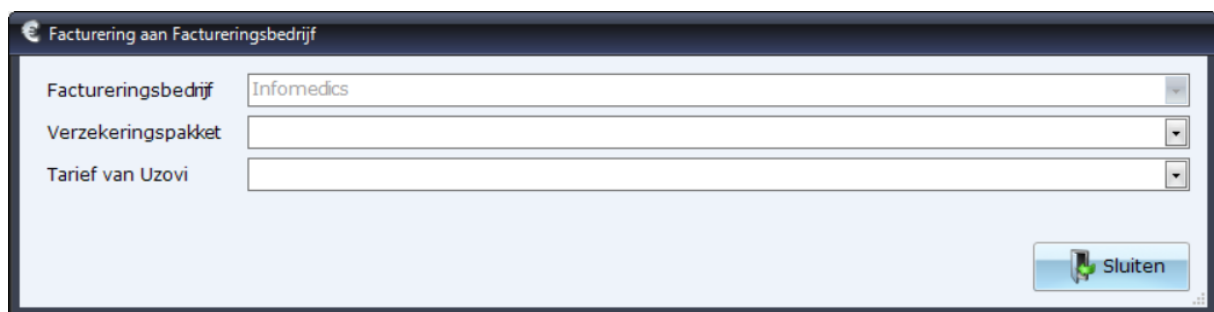 Facturering aan Factureringsbedrijf
Factureringsbedrijf Infomedics
Verzekeringspakket
Tarief van Uzovi
Sluiten